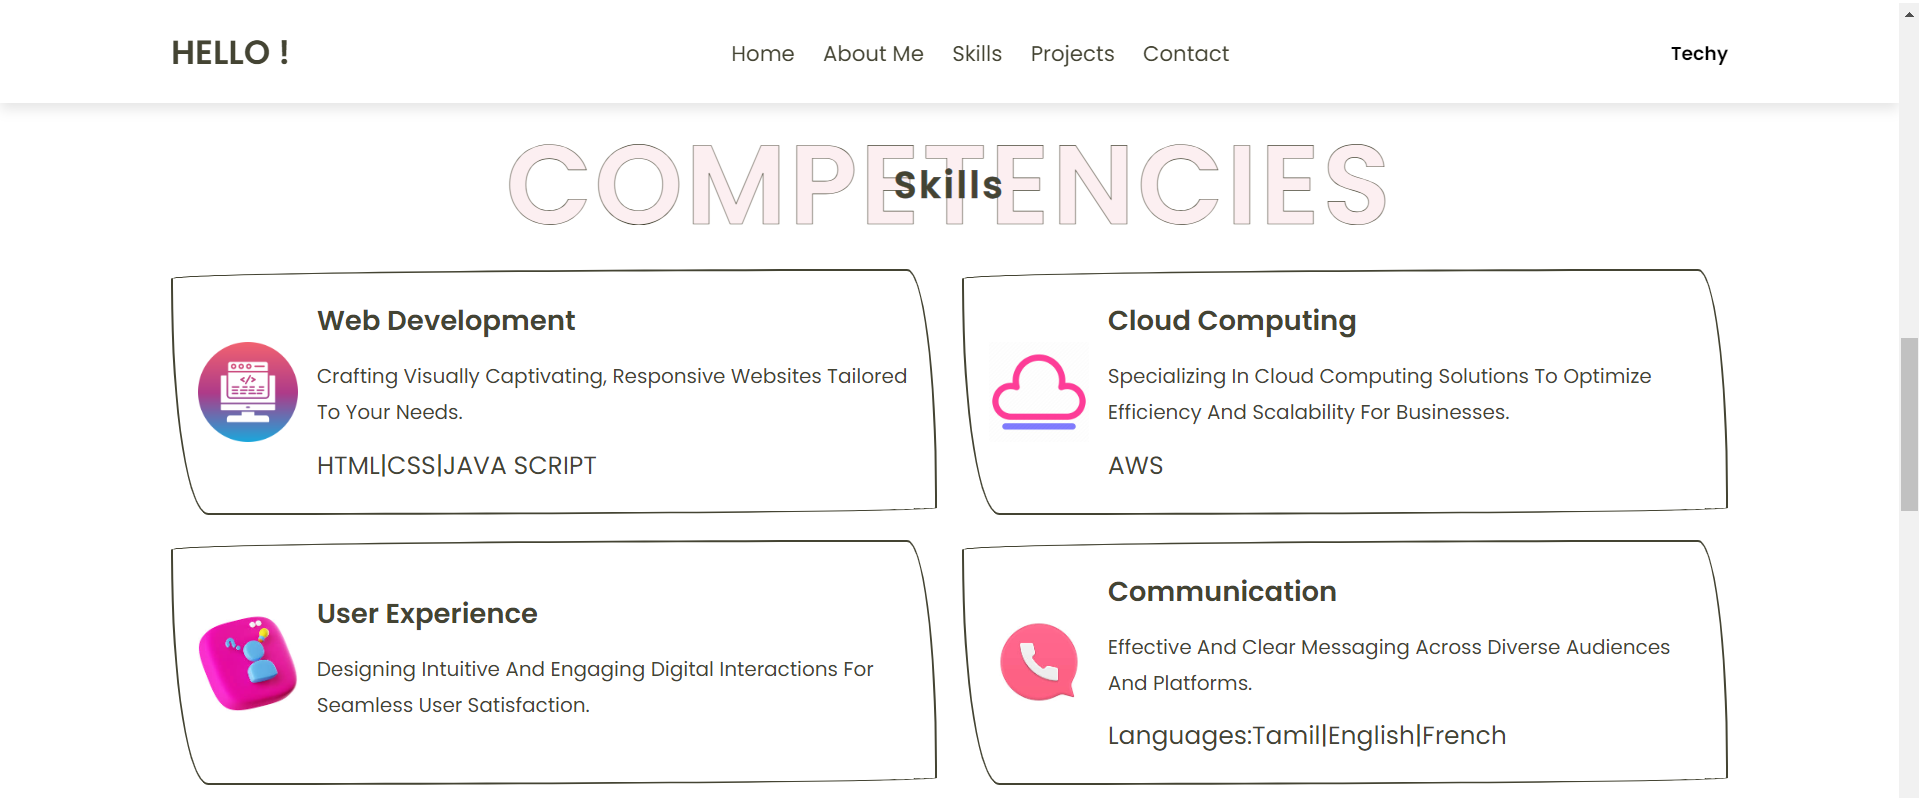 HELLO !
Home About Me Skills Projects Contact
Techy
COMPETENCIES
Skills
Web Development
Crafting Visually Captivating, Responsive Websites Tailored
To Your Needs.
HTML|CSS|JAVA SCRIPT
Cloud Computing
Specializing In Cloud Computing Solutions To Optimize
Efficiency And Scalability For Businesses.
AWS
User Experience
Designing Intuitive And Engaging Digital Interactions For
Seamless User Satisfaction.
Communication
Effective And Clear Messaging Across Diverse Audiences
And Platforms.
Languages:Tamil|English|French